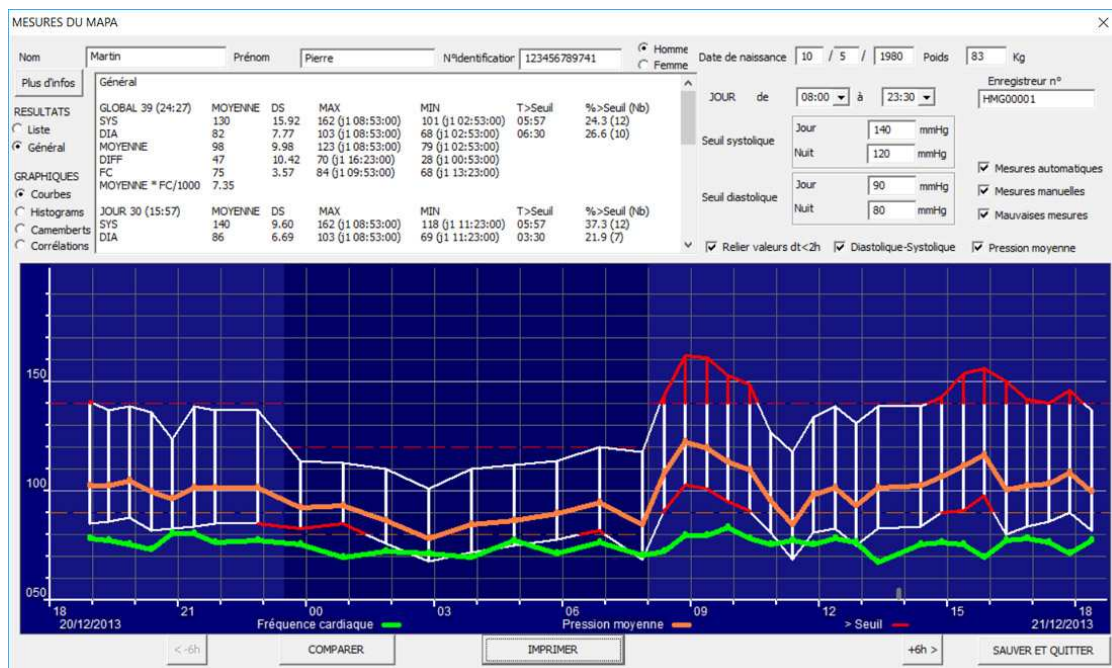 MESURES DU MAPA
Nom Martin Prénom Pierre N°Identification 123456789741 Homme Femme Date de naissance 10 / 5 / 1980 Poids 83 Kg
Plus d'infos
RESULTATS
Liste
Général
GRAPHIQUES
Courbes
Histograms
Camemberts
Corrélations
Général
GLOBAL 39 (24:27) MOYENNE DS MAX MIN T>Seuil %>Seuil (Nb)
SYS 130 15.92 162 (j1 08:53:00) 101 (j1 02:53:00) 05:57 24.3 (12)
DIA 82 7.77 103 (j1 08:53:00) 68 (j1 02:53:00) 06:30 26.6 (10)
MOYENNE 98 9.98 123 (j1 08:53:00) 79 (j1 02:53:00)
DIFF 47 10.42 70 (j1 16:23:00) 28 (j1 00:53:00)
FC 75 3.57 84 (j1 09:53:00) 68 (j1 13:23:00)
MOYENNE * FC/1000 7.35
JOUR 30 (15:57) MOYENNE DS MAX MIN T>Seuil %>Seuil (Nb)
SYS 140 9.60 162 (j1 08:53:00) 118 (j1 11:23:00) 05:57 37.3 (12)
DIA 86 6.69 103 (j1 08:53:00) 69 (j1 11:23:00) 03:30 21.9 (7)
JOUR de 08:00 à 23:30
Enregistreur n°
HMG00001
Seuil systolique
Jour 140 mmHg
Nuit 120 mmHg
Seuil diastolique
Jour 90 mmHg
Nuit 80 mmHg
Mesures automatiques
Mesures manuelles
Mauvaises mesures
Relier valeurs dt<2h Diastolique-Systolique Pression moyenne
150
100
050
18 21 00 03 06 09 12 15 18
20/12/2013 Fréquence cardiaque Pression moyenne > Seuil 21/12/2013
< -6h COMPARER IMPRIMER +6h > SAUVER ET QUITTER